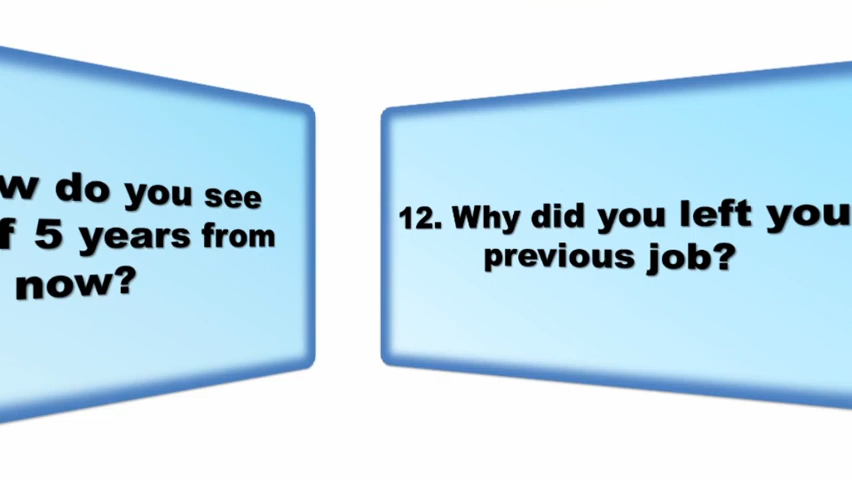 w do you see
f 5 years from
now?
12. Why did you left you
previous job?